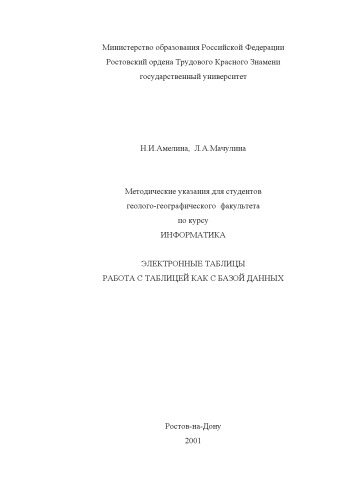 Министерство образования Российской Федерации
Ростовский ордена Трудового Красного Знамени
государственный университет
Н.И.Амелина, Л.А.Мачулина
Методические указания для студентов
геолого-географического факультета
по курсу
ИНФОРМАТИКА
ЭЛЕКТРОННЫЕ ТАБЛИЦЫ
РАБОТА С ТАБЛИЦЕЙ КАК С БАЗОЙ ДАННЫХ
Ростов-на-Дону
2001